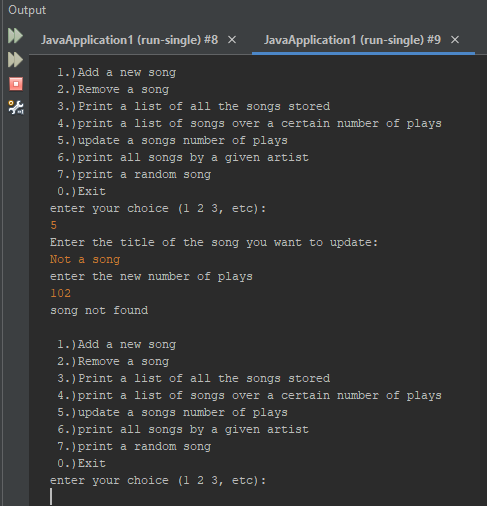 Output
JavaApplication1 (run-single) #8 × JavaApplication1 (run-single) #9 ×
1.)Add a new song
2.)Remove a song
3.)Print a list of all the songs stored
4.)print a list of songs over a certain number of plays
5.)update a songs number of plays
6.)print all songs by a given artist
7.)print a random song
0.)Exit
enter your choice (1 2 3, etc):
5
Enter the title of the song you want to update:
Not a song
enter the new number of plays
102
song not found
1.)Add a new song
2.)Remove a song
3.)Print a list of all the songs stored
4.)print a list of songs over a certain number of plays
5.)update a songs number of plays
6.)print all songs by a given artist
7.)print a random song
0.)Exit
enter your choice (1 2 3, etc):